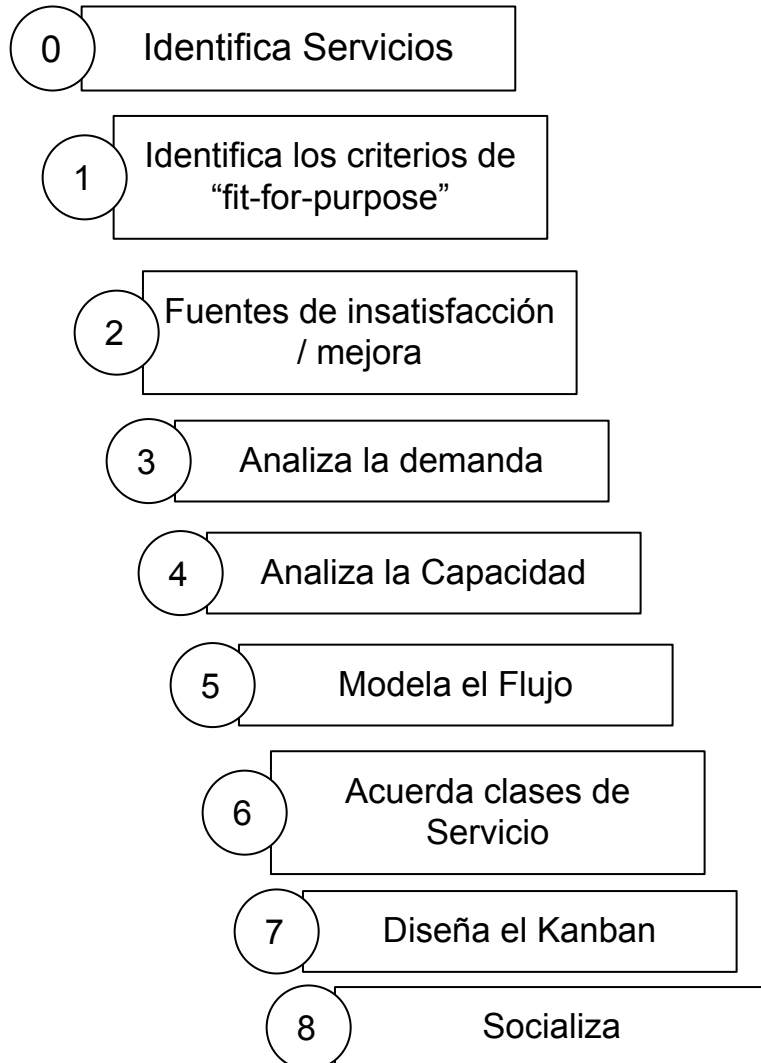 0 Identifica Servicios
1 Identifica los criterios de
“fit-for-purpose”
2 Fuentes de insatisfacción
/ mejora
3 Analiza la demanda
4 Analiza la Capacidad
5 Modela el Flujo
6 Acuerda clases de
Servicio
7 Diseña el Kanban
8 Socializa